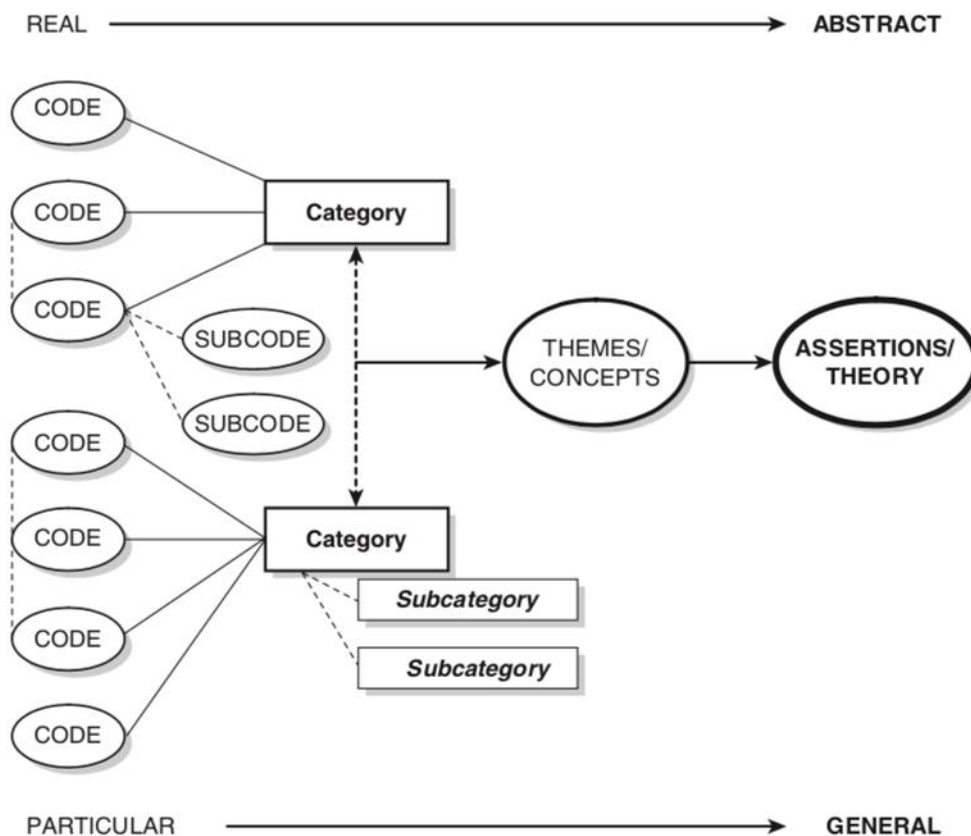 REAL
ABSTRACT
CODE
CODE
Category
CODE
SUBCODE
THEMES/
CONCEPTS
ASSERTIONS/
THEORY
SUBCODE
CODE
CODE
Category
Subcategory
CODE
Subcategory
CODE
PARTICULAR
GENERAL